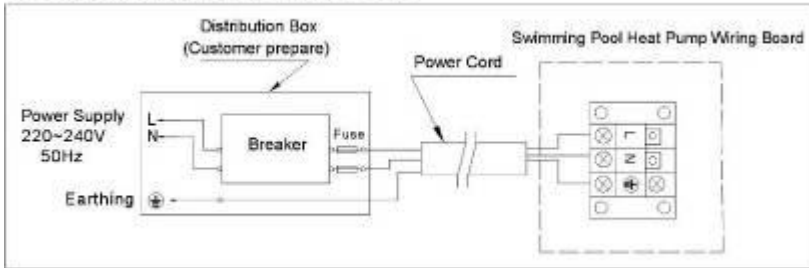 Distribution Box
(Customer prepare)
Swimming Pool Heat Pump Wiring Board
Power Cord
Power Supply
220~240V
50Hz
L
N
Breaker
Fuse
Earthing
L
N